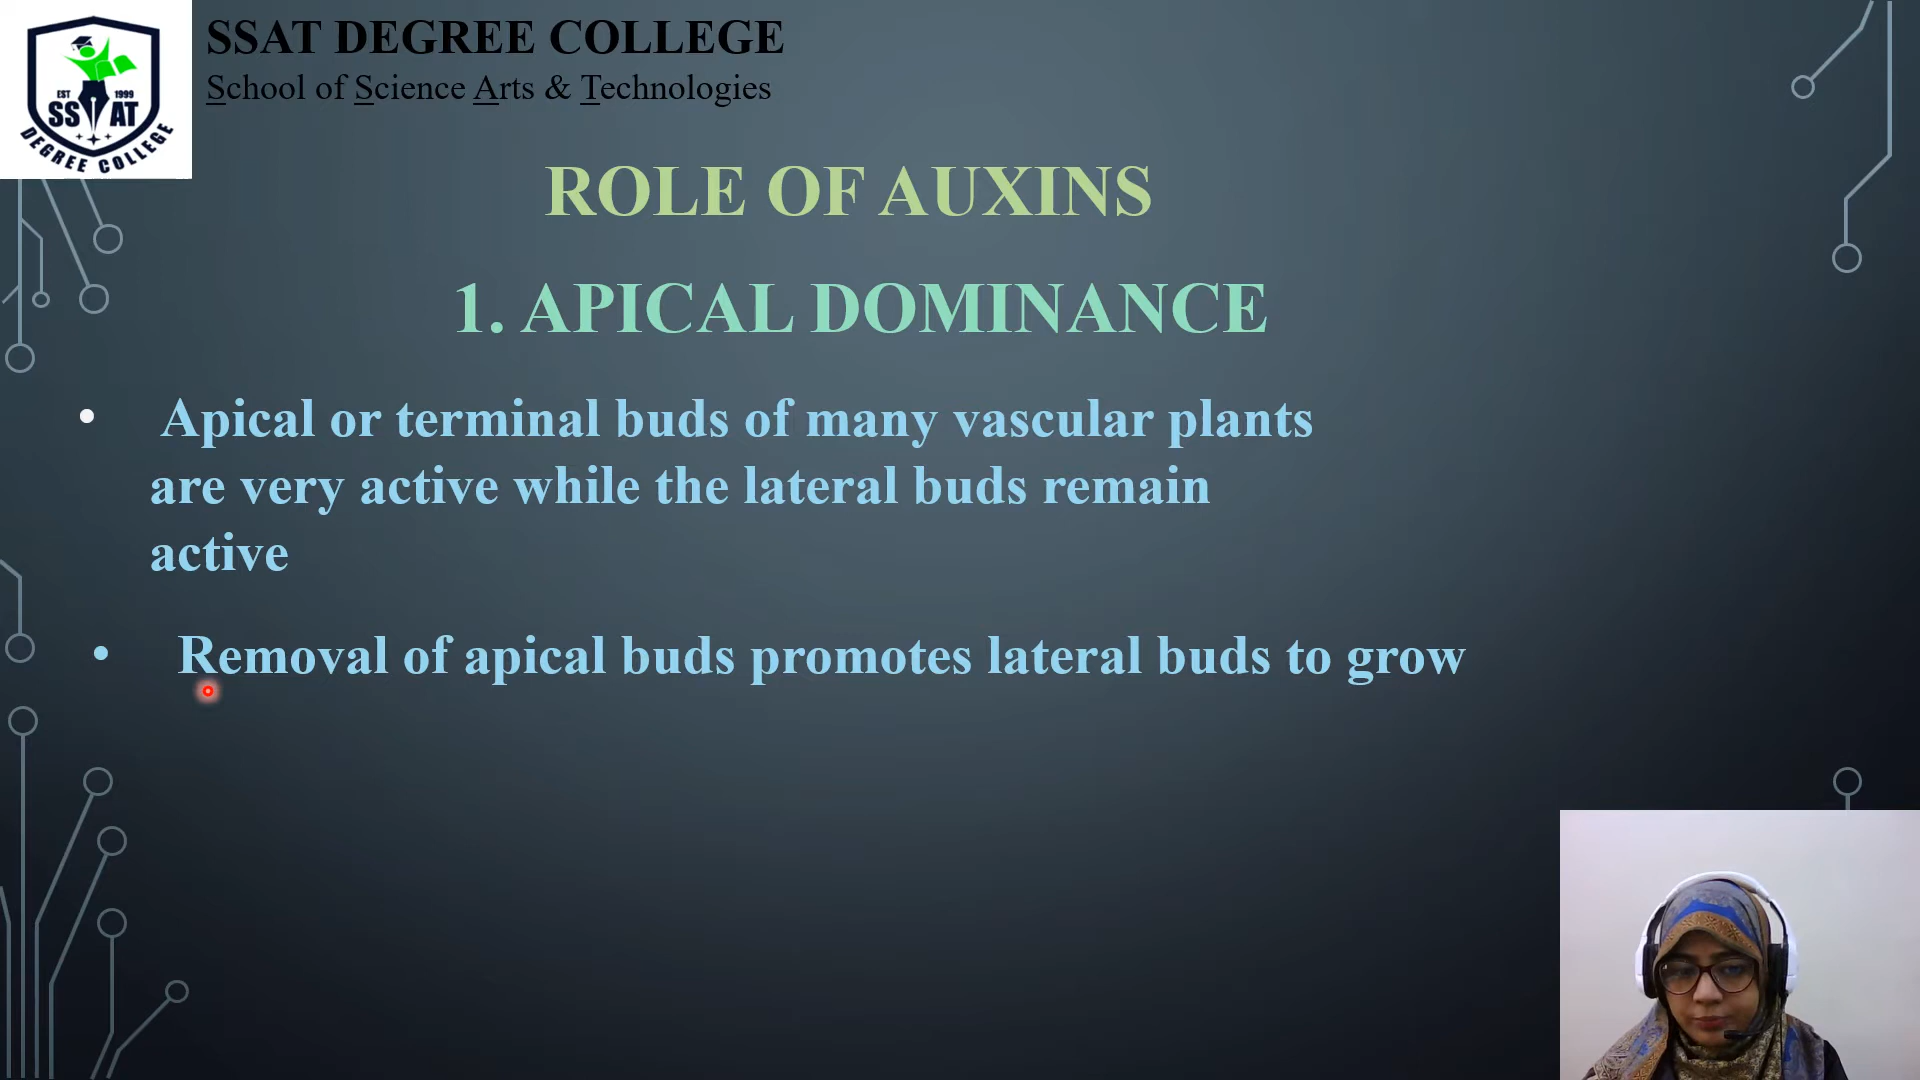 EST 1999
SS AT
DEGREE COLLEGE
SSAT DEGREE COLLEGE
School of Science Arts & Technologies
ROLE OF AUXINS
1. APICAL DOMINANCE
• Apical or terminal buds of many vascular plants
are very active while the lateral buds remain
active
• Removal of apical buds promotes lateral buds to grow